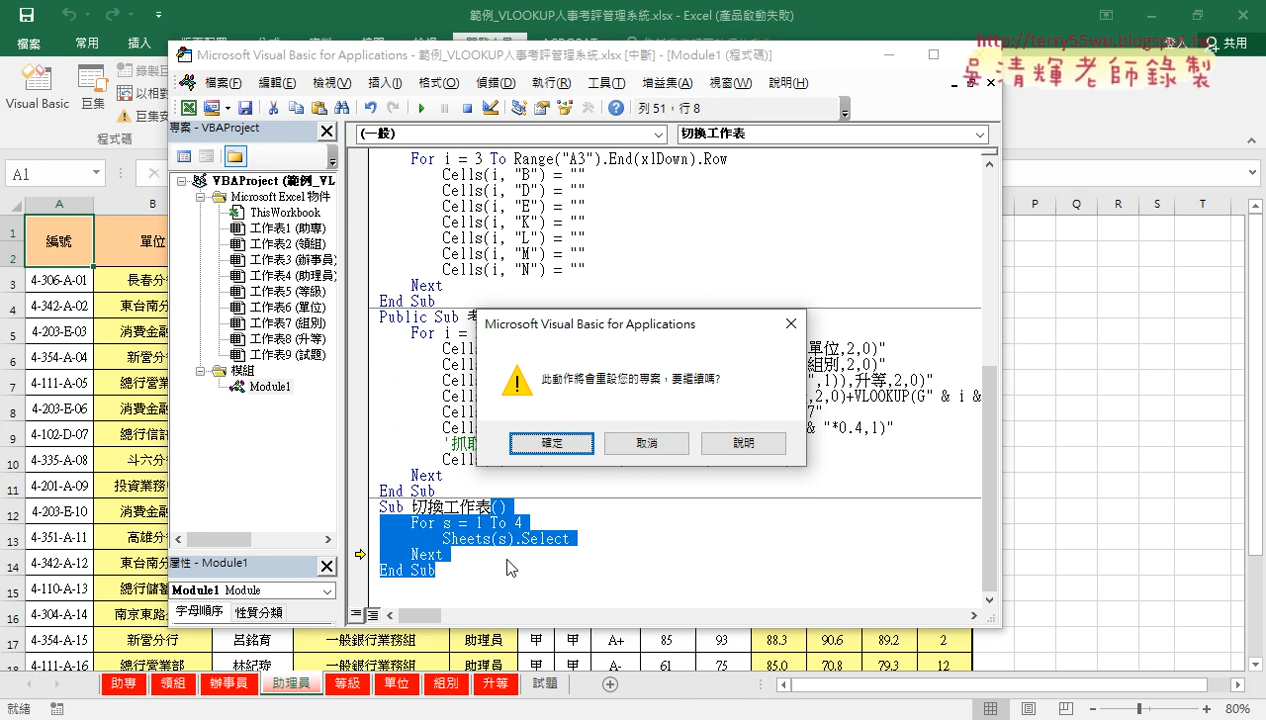 範例_VLOOKUP人事考評管理系統.xlsx - Excel (產品啟動失敗)
檔案
常用
插入
登入
共用
http://terry55wu.blogspot.tw
吳清輝老師錄製
Microsoft Visual Basic for Applications - 範例_VLOOKUP人事考評管理系統.xlsx [中斷] - [Module1 (程式碼)]
檔案(F) 編輯(E) 檢視(V) 插入(I) 格式(O) 偵錯(D) 執行(R) 工具(T) 增益集(A) 視窗(W) 說明(H)
列 51，行 8
Visual Basic
巨集
錄製巨
以相對
巨集安
程式碼
A1
專案 - VBAProject
VBAProject (範例_VL
Microsoft Excel 物件
ThisWorkbook
工作表1 (助專)
工作表2 (領組)
工作表3 (辦事員)
工作表4 (助理員)
工作表5 (等級)
工作表6 (單位)
工作表7 (組別)
工作表8 (升等)
工作表9 (試題)
模組
Module1
屬性 - Module1
Module1 Module
字母順序 性質分類
(一般)
切換工作表
For i = 3 To Range("A3").End(xlDown).Row
Cells(i, "B") = ""
Cells(i, "D") = ""
Cells(i, "E") = ""
Cells(i, "K") = ""
Cells(i, "L") = ""
Cells(i, "M") = ""
Cells(i, "N") = ""
Next
End Sub
Public Sub
For i =
Cells 單位,2,0)"
Cells 組別,2,0)"
Cells ",1)),升等,2,0)"
Cells ,2,0)+VLOOKUP(G" & i &
Cells 7"
Cells & "*0.4,1)"
'抓取
Cells
Next
End Sub
Sub 切換工作表()
For s = 1 To 4
Sheets(s).Select
Next
End Sub
Microsoft Visual Basic for Applications
此動作將會重設您的專案，要繼續嗎?
確定 取消 說明
A B P Q R S T
1 編號 單位
2
3 4-306-A-01 長春分
4 4-342-A-02 東台南分
5 4-203-E-03 消費金融
6 4-354-A-04 新營分
7 4-111-A-05 總行營業
8 4-203-E-06 消費金融
9 4-102-D-07 總行信託
10 4-335-A-08 斗六分
11 4-201-A-09 投資業務
12 4-203-E-10 消費金融
13 4-351-A-11 高雄分
14 4-342-A-12 東台南分
15 4-110-A-13 總行儲蓄
16 4-304-A-14 南京東路
17 4-354-A-15 新營分行 呂銘育 一般銀行業務組 助理員 甲 甲 A+ 85 93 88.3 90.6 89.2 2
18 4-111-A-16 總行營業部 林紀瑋 一般銀行業務組 助理員 甲 甲 A- 61 75 85.0 70.8 79.3 12
助專 領組 辦事員 助理員 等級 單位 組別 升等 試題
就緒
80%